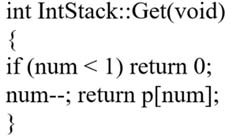 int IntStack::Get(void)
{
if (num < 1) return 0;
num--; return p[num];
}